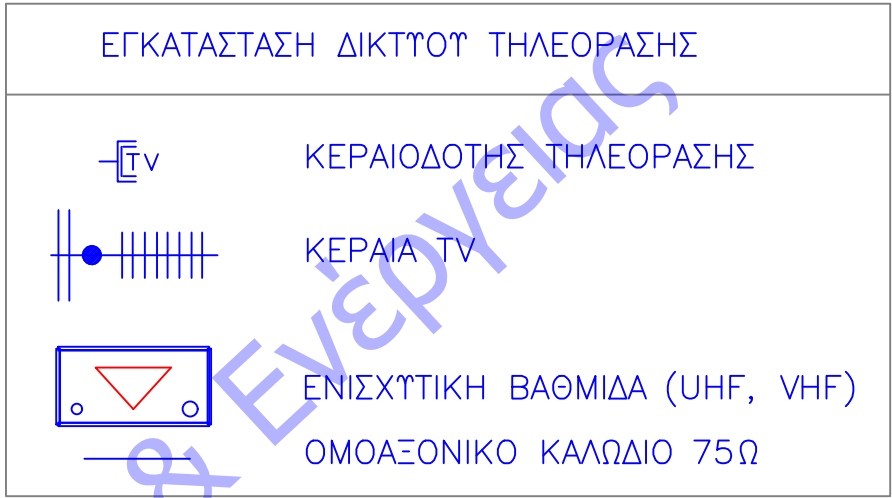 ΕΓΚΑΤΑΣΤΑΣΗ ΔΙΚΤΥΟΥ ΤΗΛΕΟΡΑΣΗΣ
TV
ΚΕΡΑΙΟΔΟΤΗΣ ΤΗΛΕΟΡΑΣΗΣ
ΚΕΡΑΙΑ TV
ΕΝΙΣΧΥΤΙΚΗ ΒΑΘΜΙΔΑ (UHF, VHF)
ΟΜΟΑΞΟΝΙΚΟ ΚΑΛΩΔΙΟ 75Ω
& Ενέργειας